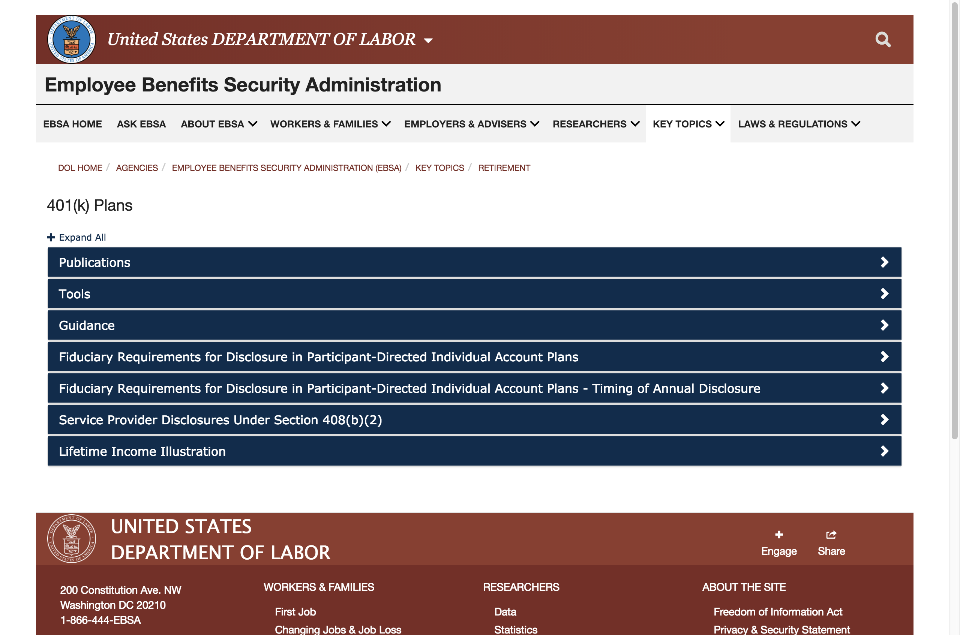 United States DEPARTMENT OF LABOR
Employee Benefits Security Administration
EBSA HOME ASK EBSA ABOUT EBSA WORKERS & FAMILIES EMPLOYERS & ADVISERS RESEARCHERS KEY TOPICS LAWS & REGULATIONS
DOL HOME / AGENCIES / EMPLOYEE BENEFITS SECURITY ADMINISTRATION (EBSA) / KEY TOPICS / RETIREMENT
401(k) Plans
Expand All
Publications
Tools
Guidance
Fiduciary Requirements for Disclosure in Participant-Directed Individual Account Plans
Fiduciary Requirements for Disclosure in Participant-Directed Individual Account Plans - Timing of Annual Disclosure
Service Provider Disclosures Under Section 408(b)(2)
Lifetime Income Illustration
UNITED STATES
DEPARTMENT OF LABOR
Engage Share
200 Constitution Ave. NW
Washington DC 20210
1-866-444-EBSA
WORKERS & FAMILIES
First Job
Changing Jobs & Job Loss
RESEARCHERS
Data
Statistics
ABOUT THE SITE
Freedom of Information Act
Privacy & Security Statement